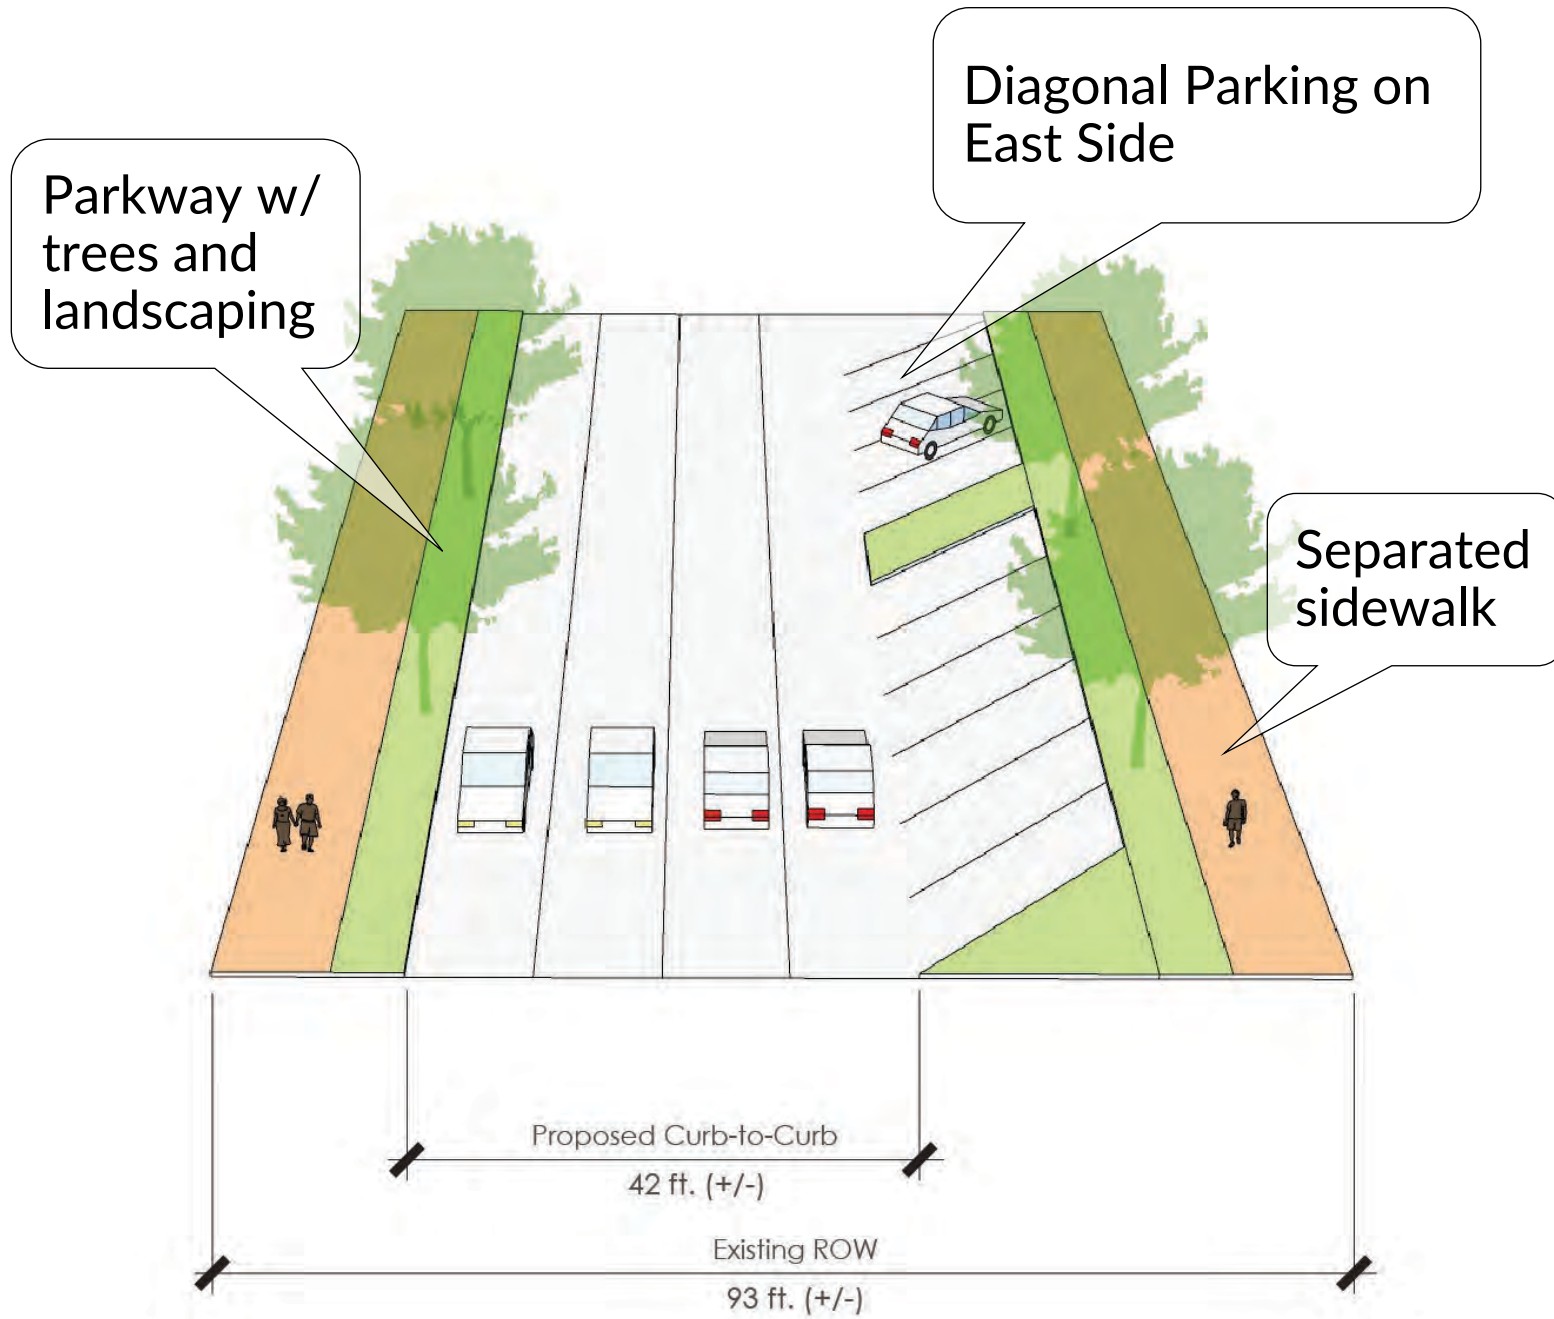 Diagonal Parking on
East Side
Parkway w/
trees and
landscaping
Separated
sidewalk
Proposed Curb-to-Curb
42 ft. (+/-)
Existing ROW
93 ft. (+/-)